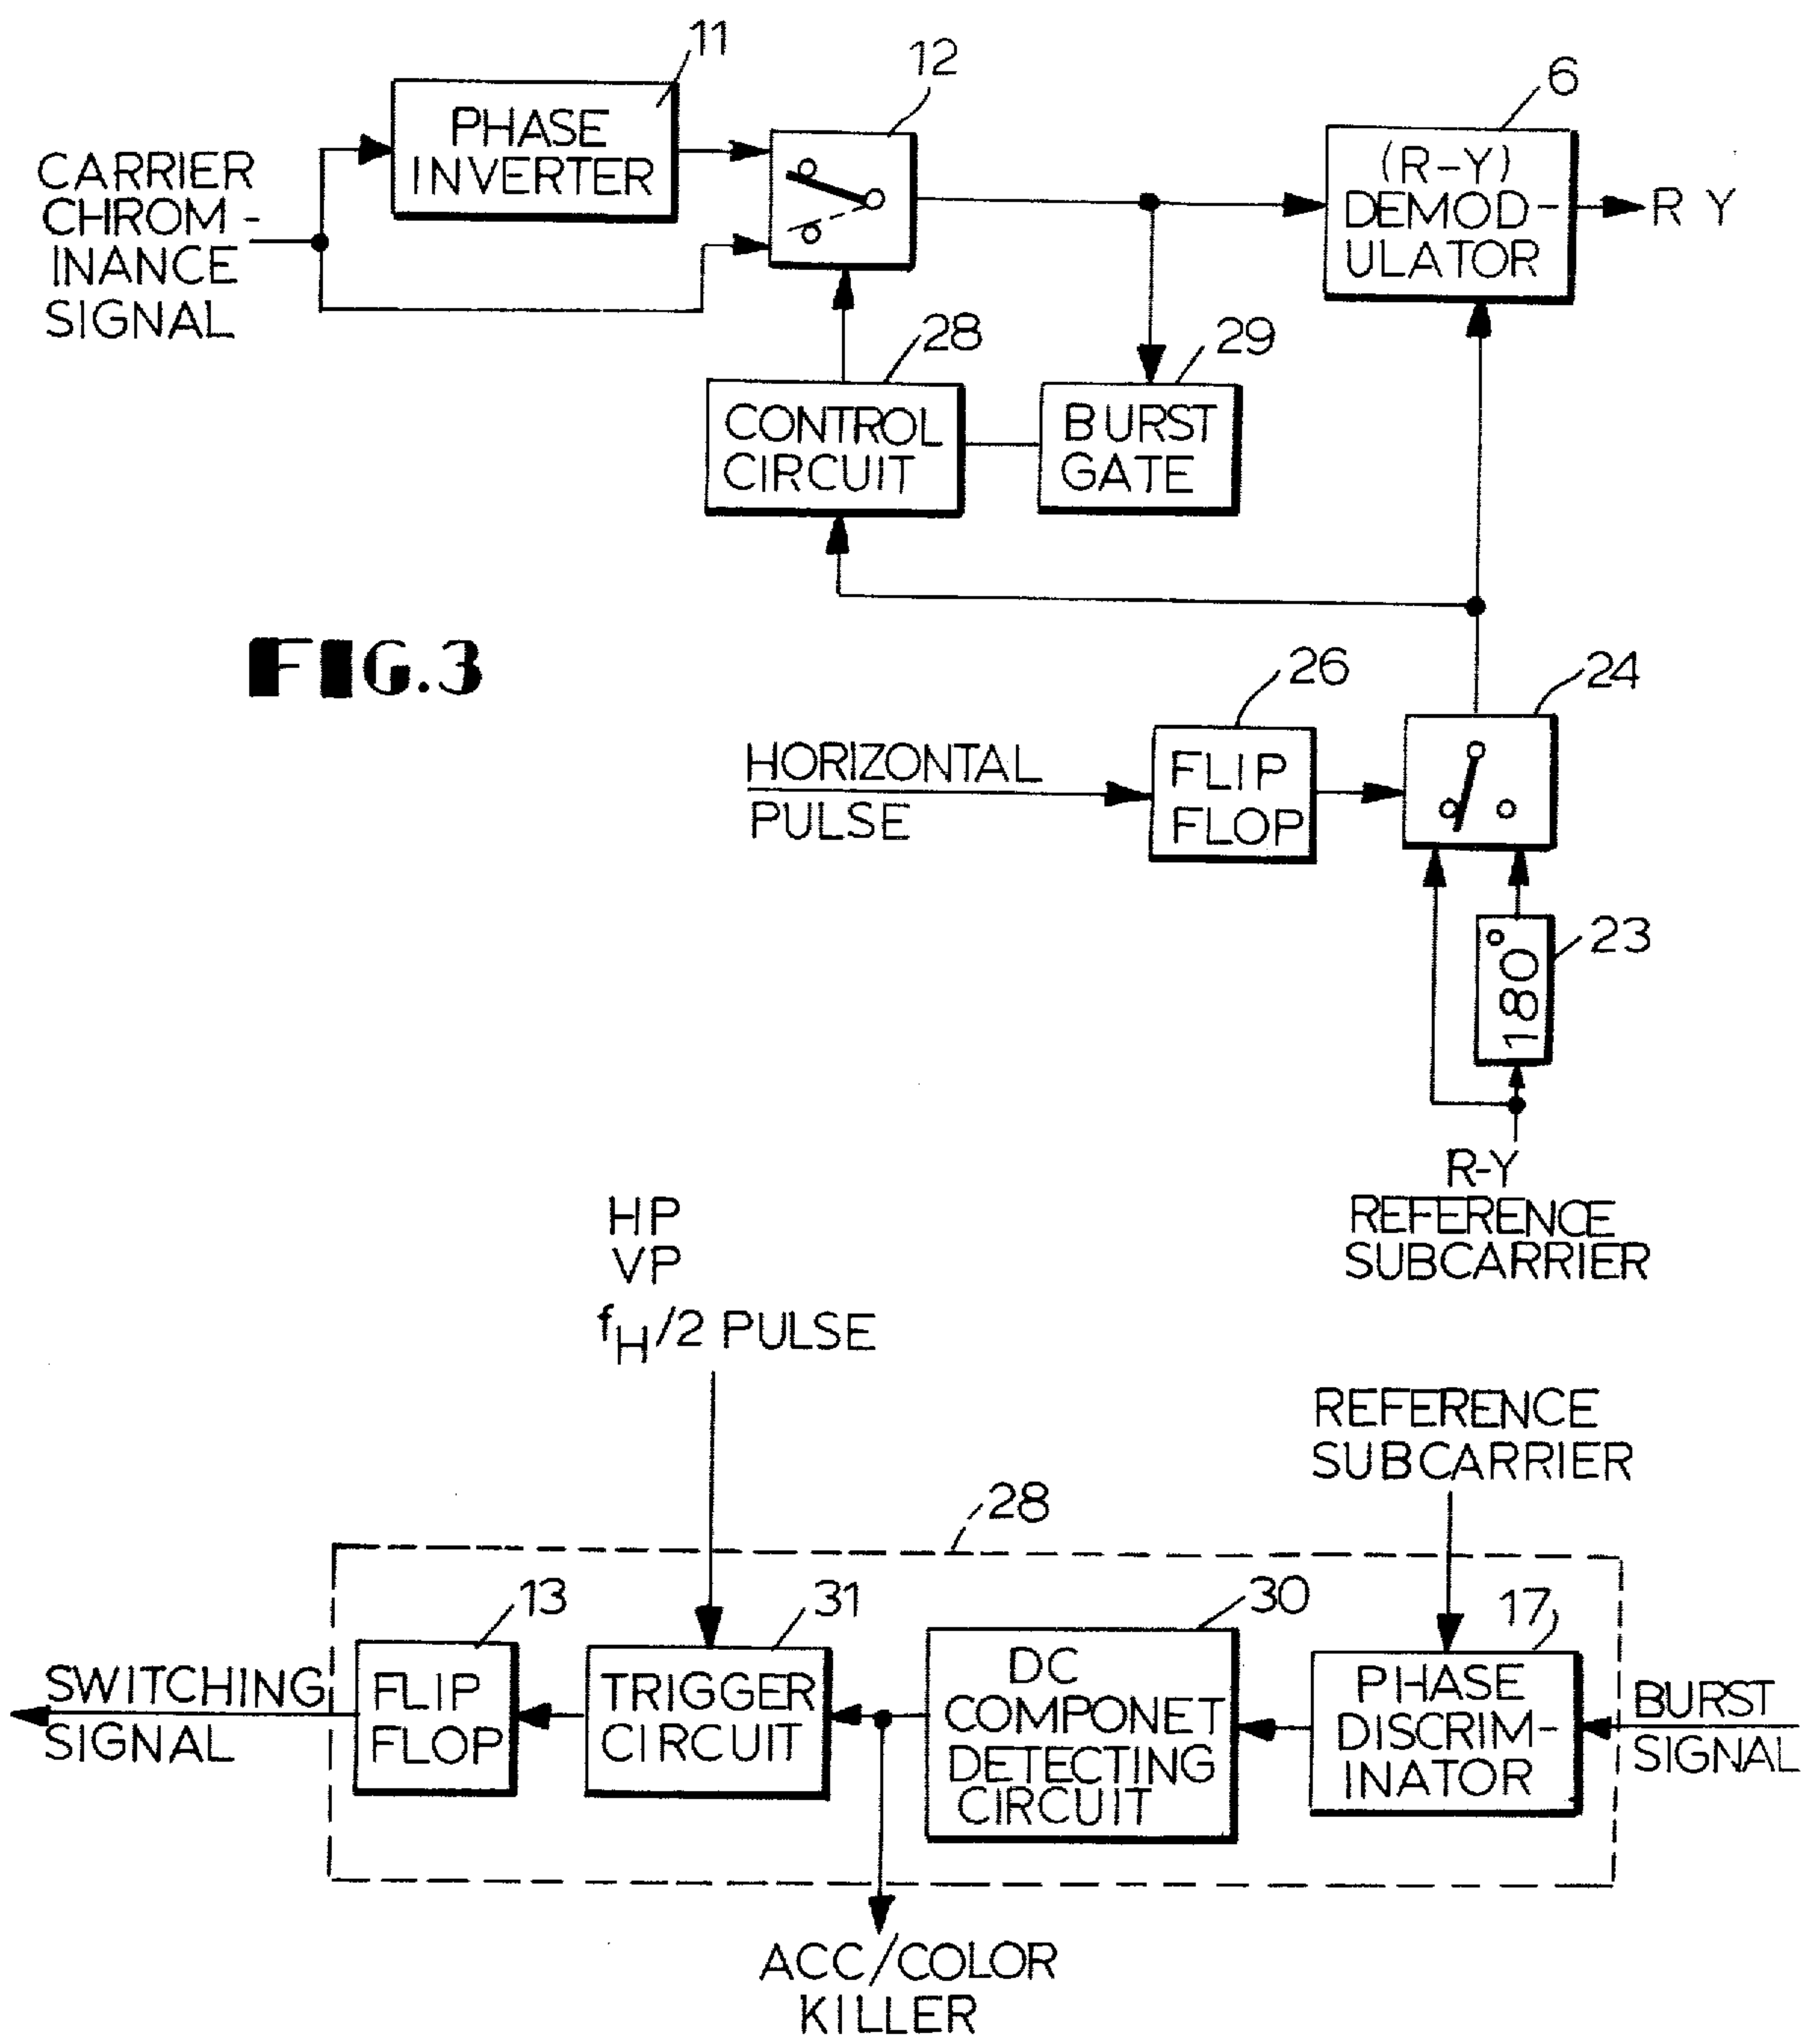 11
12
6
PHASE
INVERTER
CARRIER
CHROM-
INANCE
SIGNAL
(R-Y)
DEMOD-
ULATOR
R Y
28
29
CONTROL
CIRCUIT
BURST
GATE
FIG.3
26
24
HORIZONTAL
PULSE
FLIP
FLOP
23
180°
R-Y
REFERENCE
SUBCARRIER
HP
VP
fH/2 PULSE
REFERENCE
SUBCARRIER
28
13
31
30
17
SWITCHING
SIGNAL
FLIP
FLOP
TRIGGER
CIRCUIT
DC
COMPONET
DETECTING
CIRCUIT
PHASE
DISCRIM-
INATOR
BURST
SIGNAL
ACC/COLOR
KILLER